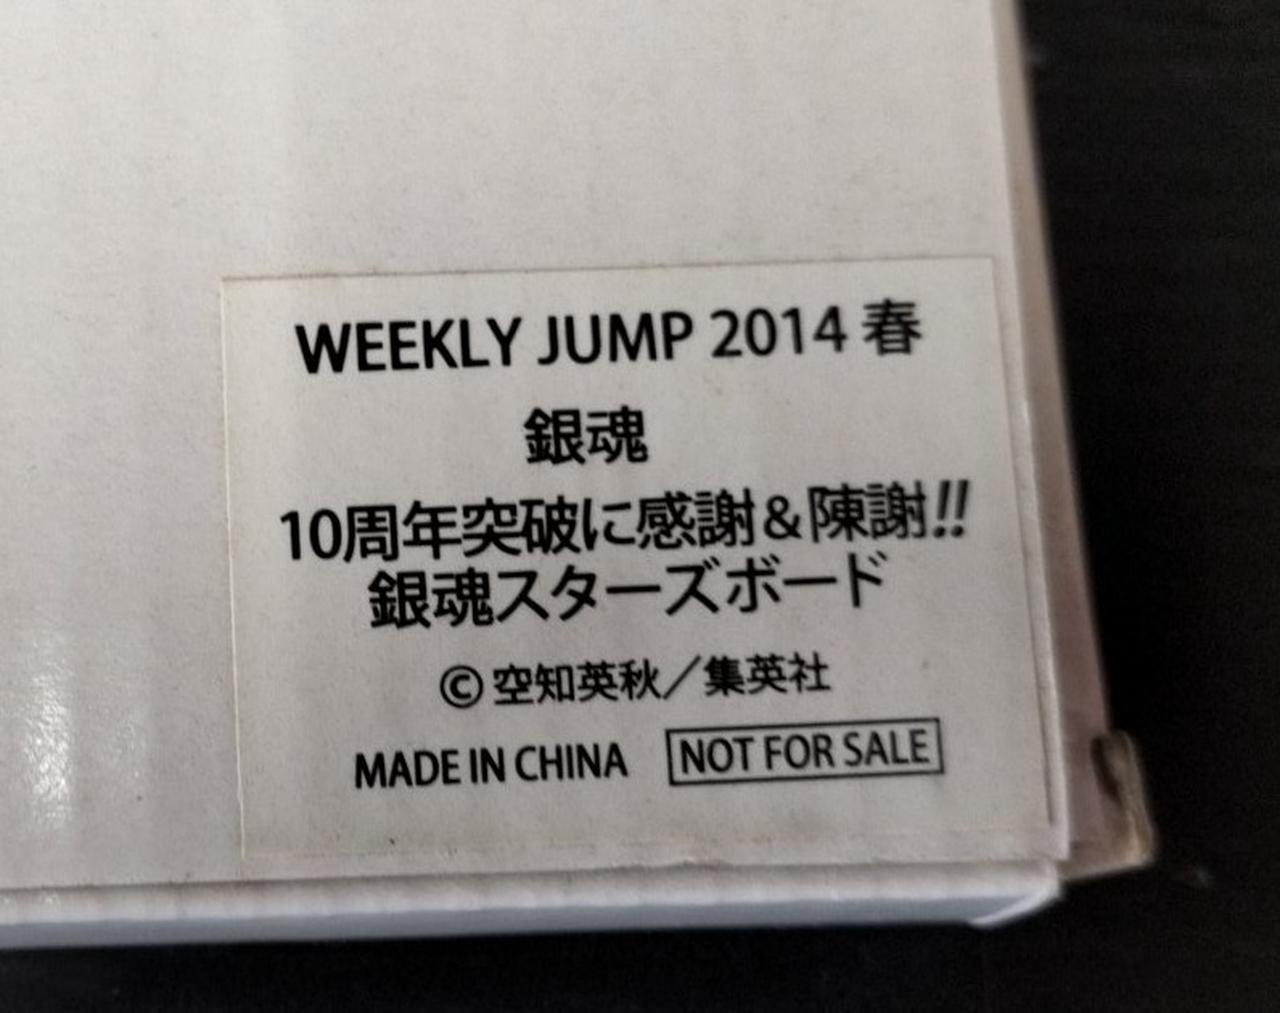 WEEKLY JUMP 2014 春
銀魂
10周年突破に感謝&陳謝!!
銀魂スターズボード
© 空知英秋／集英社
MADE IN CHINA NOT FOR SALE